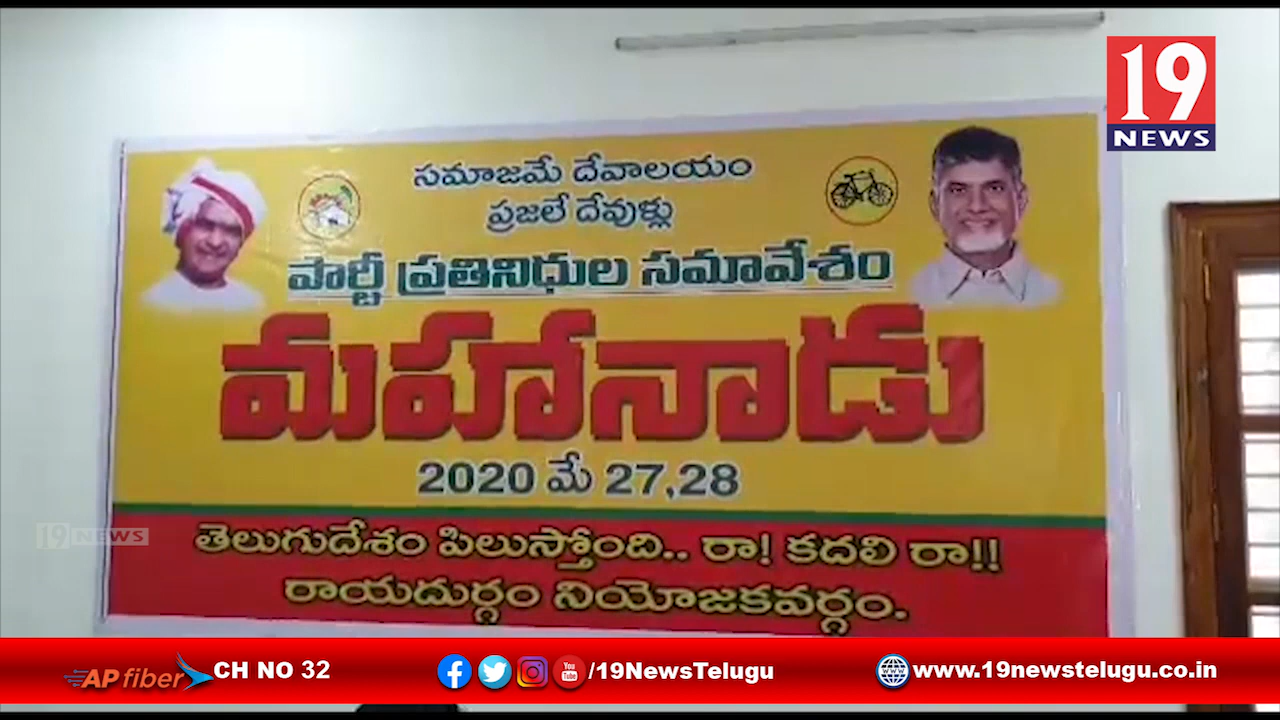 19
NEWS
సమాజమే దేవాలయం
ప్రజలే దేవుళ్లు
పార్టీ ప్రతినిధుల సమావేశం
మహానాడు
2020 మే 27,28
తెలుగుదేశం పిలుస్తోంది.. రా! కదలి రా!!
రాయదుర్గం నియోజకవర్గం.
19 NEWS
AP fiber CH NO 32 /19NewsTelugu www.19newstelugu.co.in